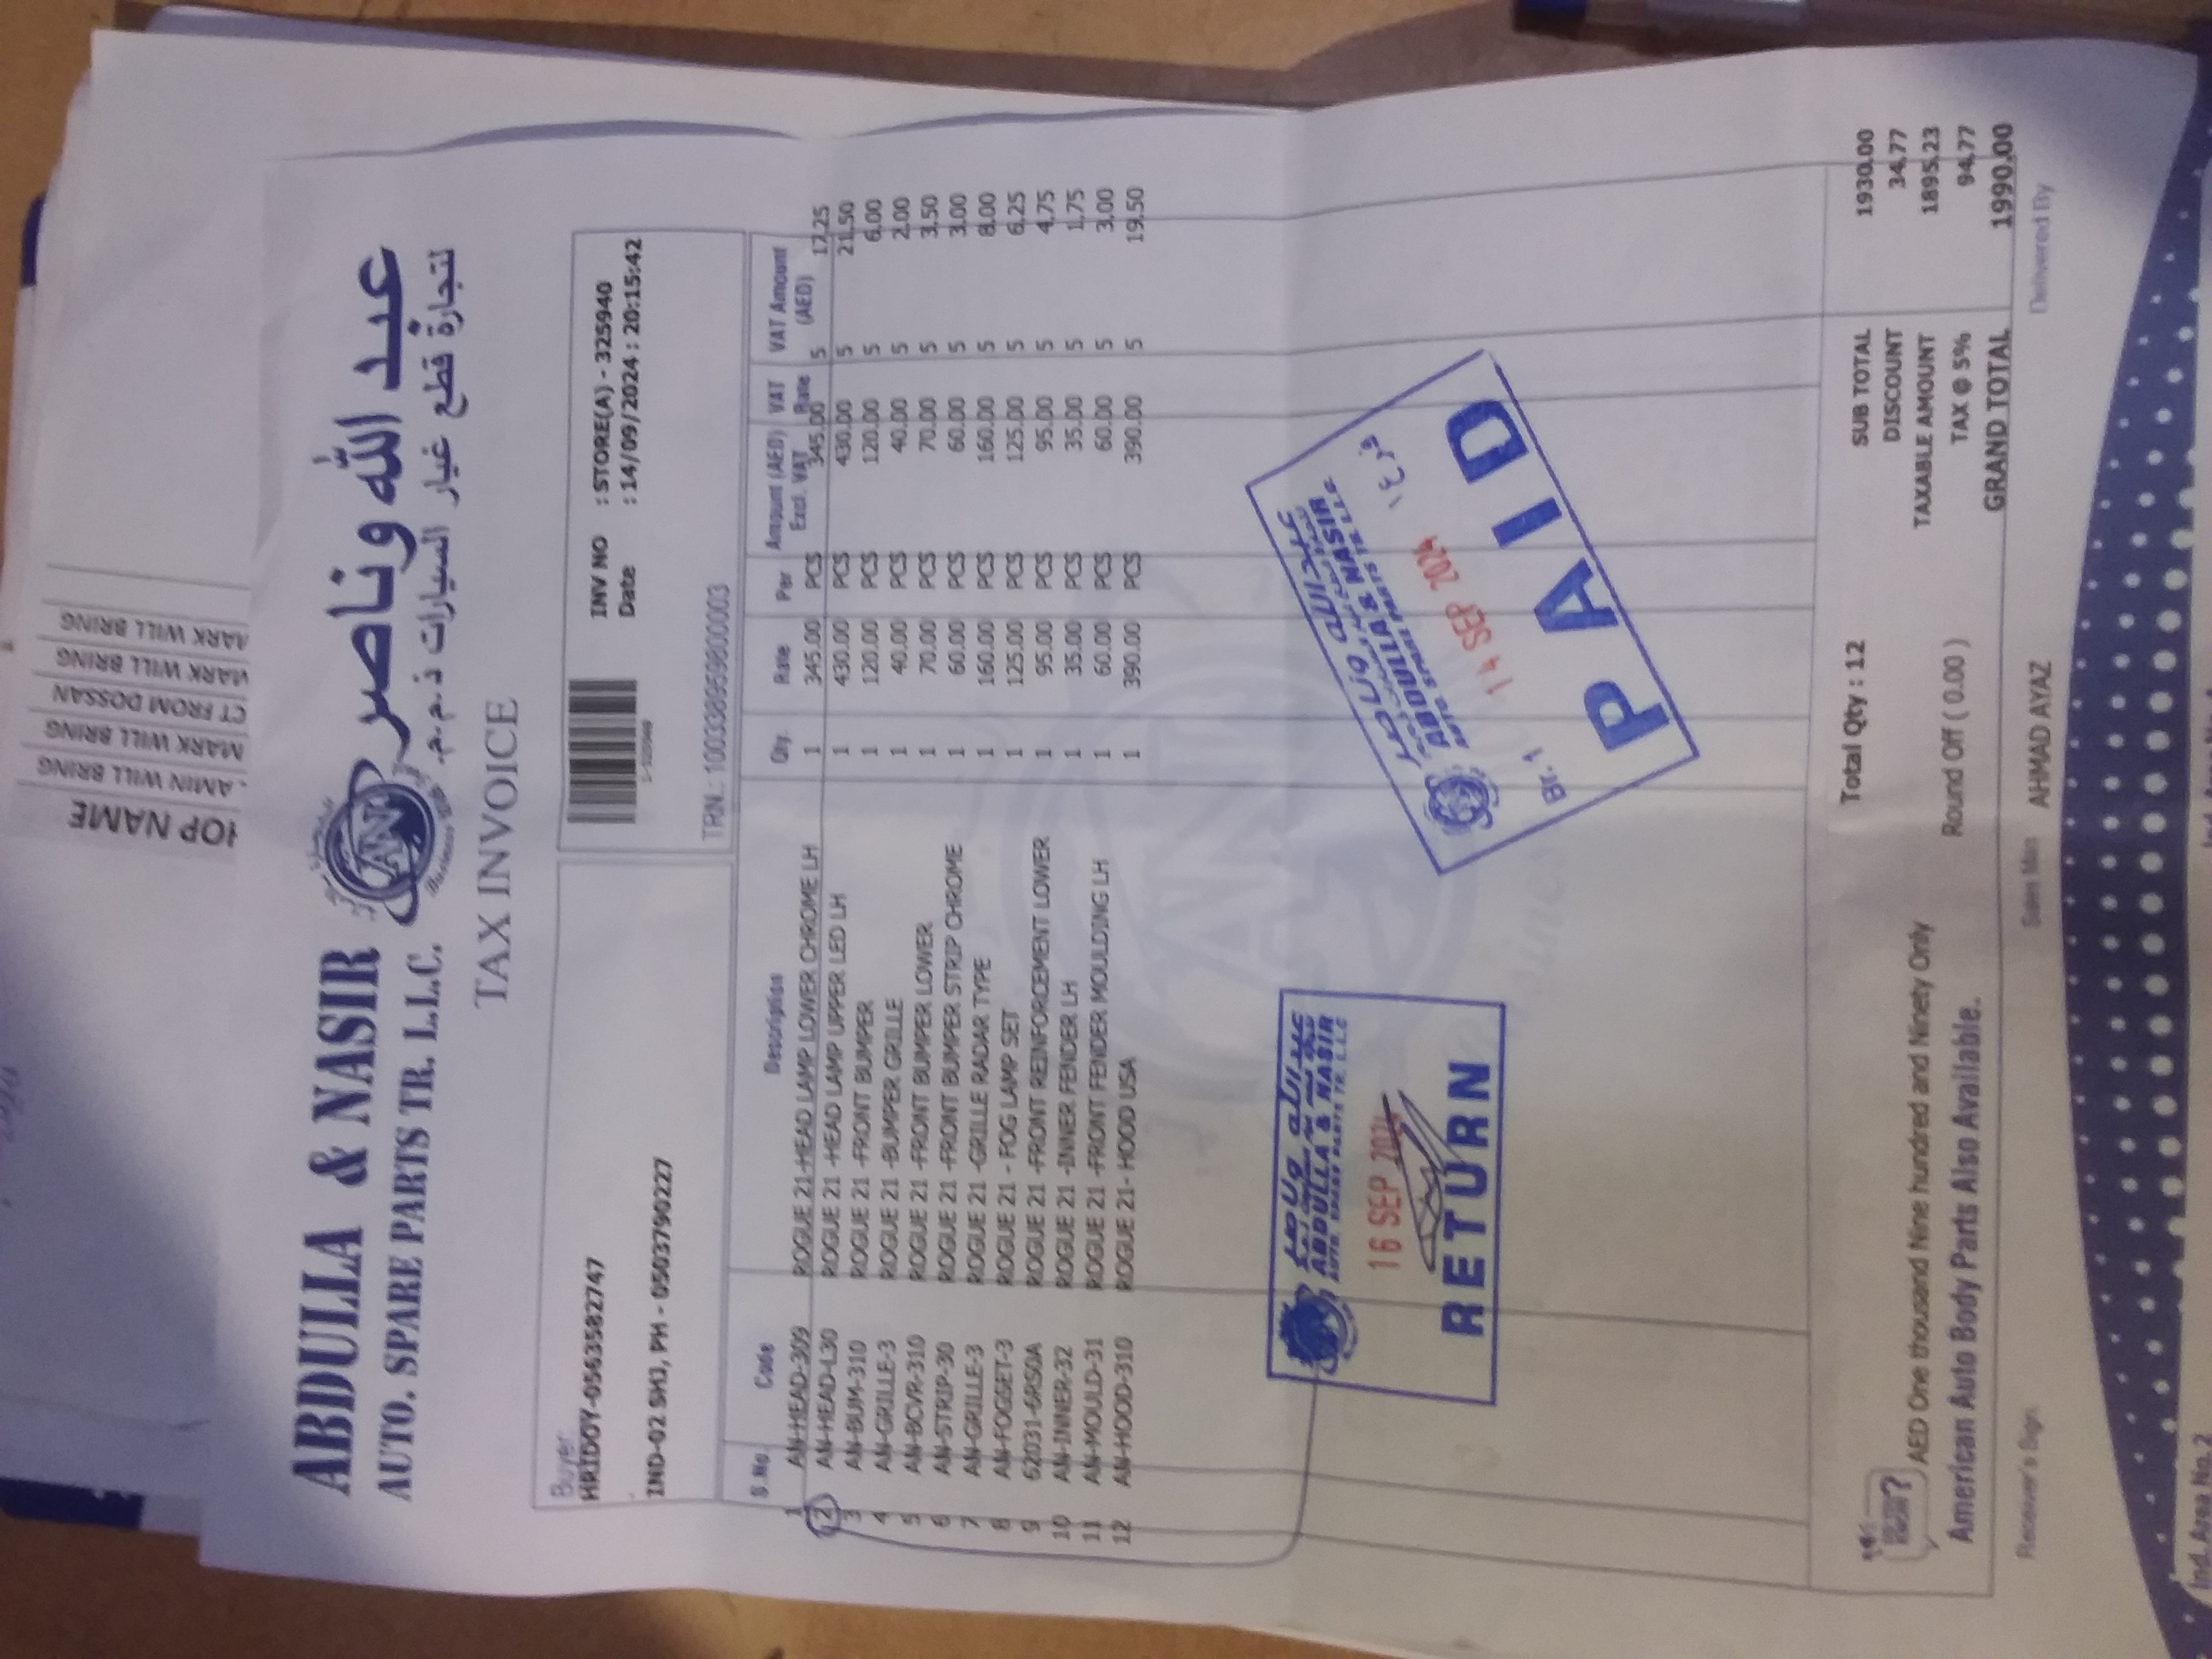 HOP NAME
AMIN WILL BRING
MARK WILL BRING
CT FROM DOSSAN
MARK WILL BRING
MARK WILL BRING
ABDULLA & NASIR
AUTO. SPARE PARTS TR. L.L.C.
عبد الله وناصر
لتجارة قطع غيار السيارات ذ.م.م.
TAX INVOICE
Buyer:
HRIDOY-0563582747
IND-02 SHJ, PH - 0503790227
INV NO : STORE(A) - 325940
Date : 14/09/2024 : 20:15:42
TRN.: 100338959800003
S.No. Code Description Qty. Rate Per Amount (AED) Excl. VAT VAT Rate VAT Amount (AED)
1 AN-HEAD-309 ROGUE 21-HEAD LAMP LOWER CHROME LH 1 345.00 PCS 345.00 5 17.25
2 AN-HEAD-L30 ROGUE 21 -HEAD LAMP UPPER LED LH 1 430.00 PCS 430.00 5 21.50
3 AN-BUM-310 ROGUE 21 -FRONT BUMPER 1 120.00 PCS 120.00 5 6.00
4 AN-GRILLE-3 ROGUE 21 -BUMPER GRILLE 1 40.00 PCS 40.00 5 2.00
5 AN-BCVR-310 ROGUE 21 -FRONT BUMPER LOWER 1 70.00 PCS 70.00 5 3.50
6 AN-STRIP-30 ROGUE 21 -FRONT BUMPER STRIP CHROME 1 60.00 PCS 60.00 5 3.00
7 AN-GRILLE-3 ROGUE 21 -GRILLE RADAR TYPE 1 160.00 PCS 160.00 5 8.00
8 AN-FOGSET-3 ROGUE 21 - FOG LAMP SET 1 125.00 PCS 125.00 5 6.25
9 62031-6RS0A ROGUE 21 -FRONT REINFORCEMENT LOWER 1 95.00 PCS 95.00 5 4.75
10 AN-INNER-32 ROGUE 21 -INNER FENDER LH 1 35.00 PCS 35.00 5 1.75
11 AN-MOULD-31 ROGUE 21 -FRONT FENDER MOULDING LH 1 60.00 PCS 60.00 5 3.00
12 AN-HOOD-310 ROGUE 21- HOOD USA 1 390.00 PCS 390.00 5 19.50
ABDULLA & NASIR
AUTO SPARE PARTS TR. L.L.C
16 SEP 2024
RETURN
ABDULLA & NASIR
AUTO SPARE PARTS TR. L.L.C.
14 SEP 2024
Br. 1
PAID
Total Qty : 12
SUB TOTAL 1930.00
DISCOUNT 34.77
AED One thousand Nine hundred and Ninety Only
TAXABLE AMOUNT 1895.23
American Auto Body Parts Also Available.
Round Off ( 0.00 )
TAX @ 5% 94.77
GRAND TOTAL 1990.00
Receiver's Sign. Sales Man AHMAD AYAZ Delivered By
Ind. Area No.2